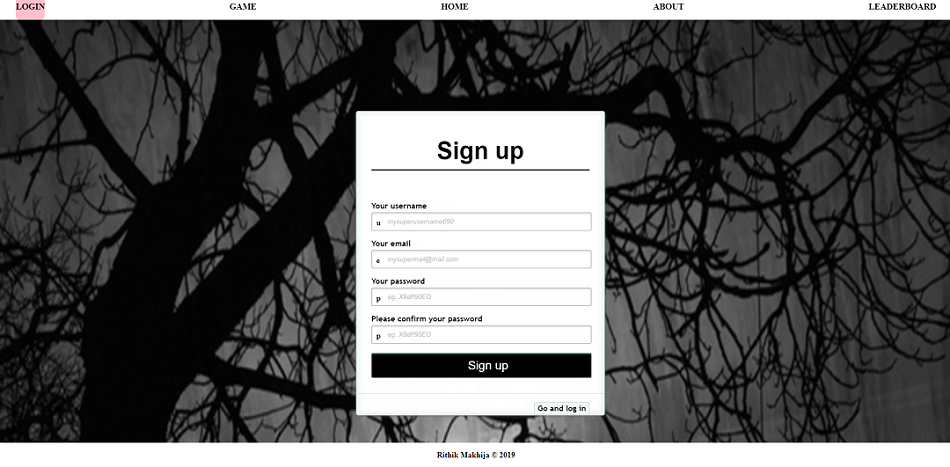 LOGIN GAME HOME ABOUT LEADERBOARD
Sign up
Your username
u mysuperusername690
Your email
e mysupermail@mail.com
Your password
p eg. X8df!90EO
Please confirm your password
p eg. X8df!90EO
Sign up
Go and log in
Rithik Makhija © 2019